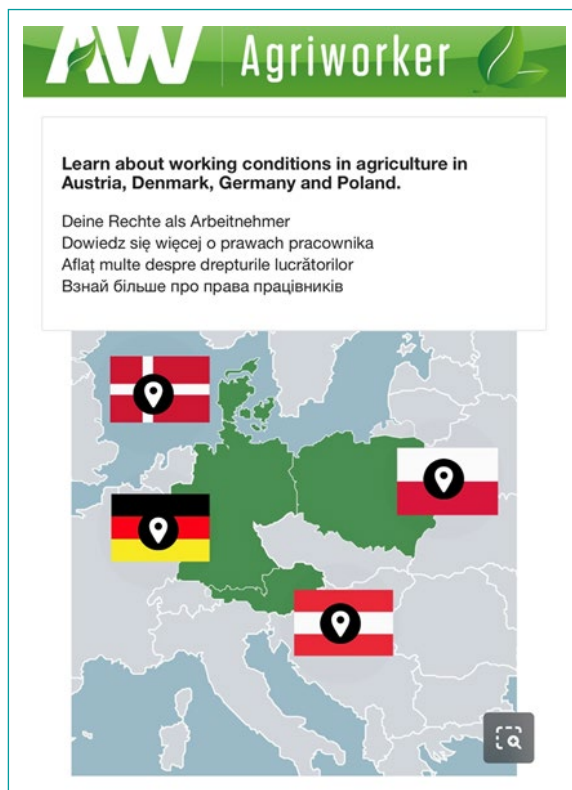 AW Agriworker
Learn about working conditions in agriculture in
Austria, Denmark, Germany and Poland.
Deine Rechte als Arbeitnehmer
Dowiedz się więcej o prawach pracownika
Aflaț multe despre drepturile lucrătorilor
Взнай більше про права працівників